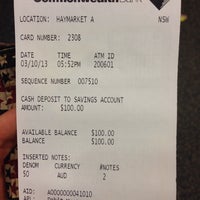 CommonwealthBank
LOCATION: HAYMARKET A NSW
CARD NUMBER: 2308
DATE TIME ATM ID
03/10/13 05:52PM 200601
SEQUENCE NUMBER 007510
CASH DEPOSIT TO SAVINGS ACCOUNT
AMOUNT: $100.00
AVAILABLE BALANCE $100.00
BALANCE $100.00
INSERTED NOTES:
DENOM CURRENCY #NOTES
50 AUD 2
AID: A0000000041010
APL: